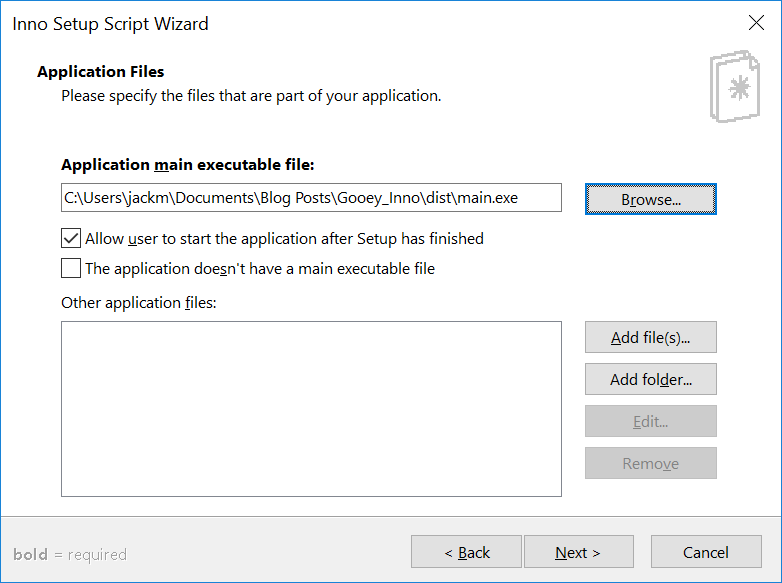 Inno Setup Script Wizard
Application Files
Please specify the files that are part of your application.
Application main executable file:
C:\Users\jackm\Documents\Blog Posts\Gooey_Inno\dist\main.exe
Browse...
Allow user to start the application after Setup has finished
The application doesn't have a main executable file
Other application files:
Add file(s)...
Add folder...
Edit...
Remove
bold = required
< Back
Next >
Cancel